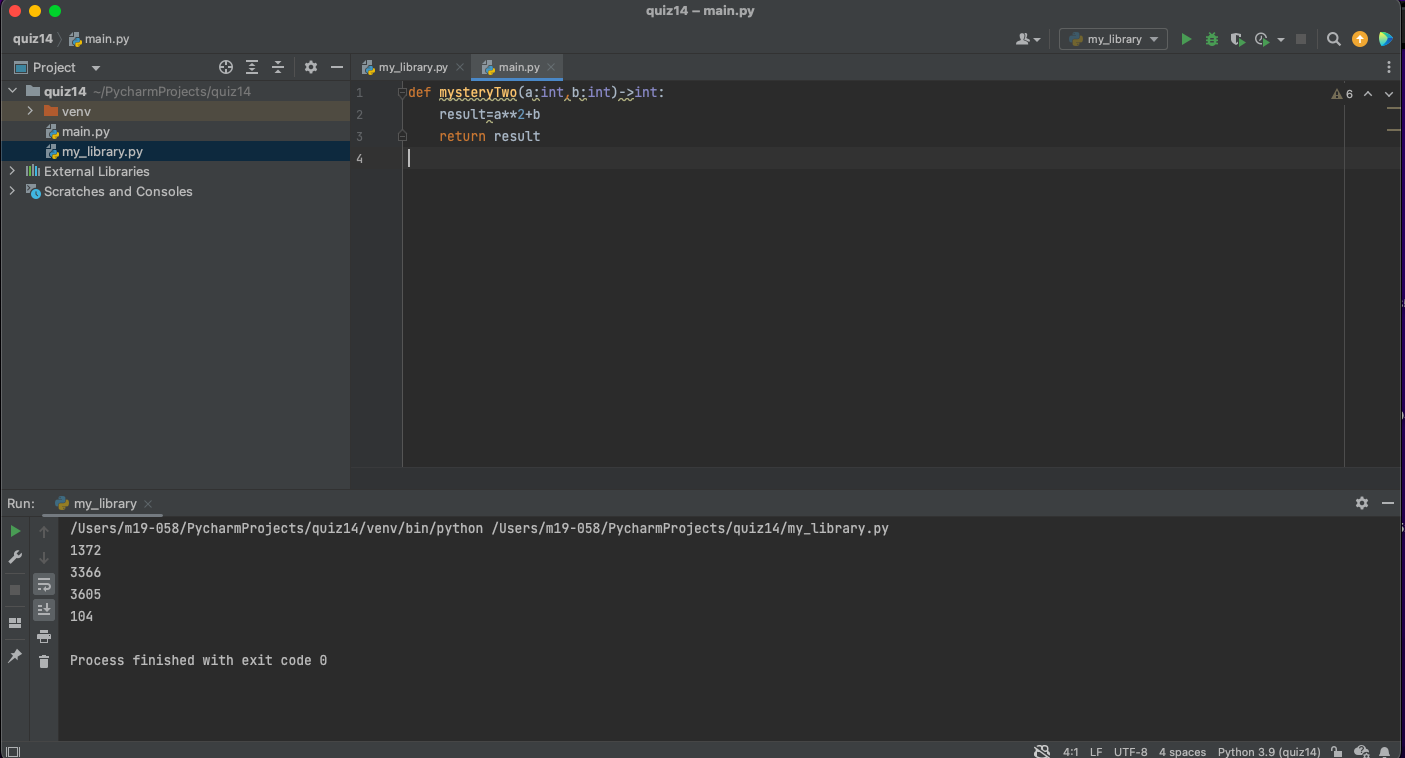 quiz14 – main.py
quiz14
main.py
my_library
Project
my_library.py
main.py
quiz14 ~/PycharmProjects/quiz14
venv
main.py
my_library.py
External Libraries
Scratches and Consoles
1 def mysteryTwo(a:int,b:int)->int:
2 result=a**2+b
3 return result
4
6
Run: my_library
/Users/m19-058/PycharmProjects/quiz14/venv/bin/python /Users/m19-058/PycharmProjects/quiz14/my_library.py
1372
3366
3605
104
Process finished with exit code 0
4:1 LF UTF-8 4 spaces Python 3.9 (quiz14)